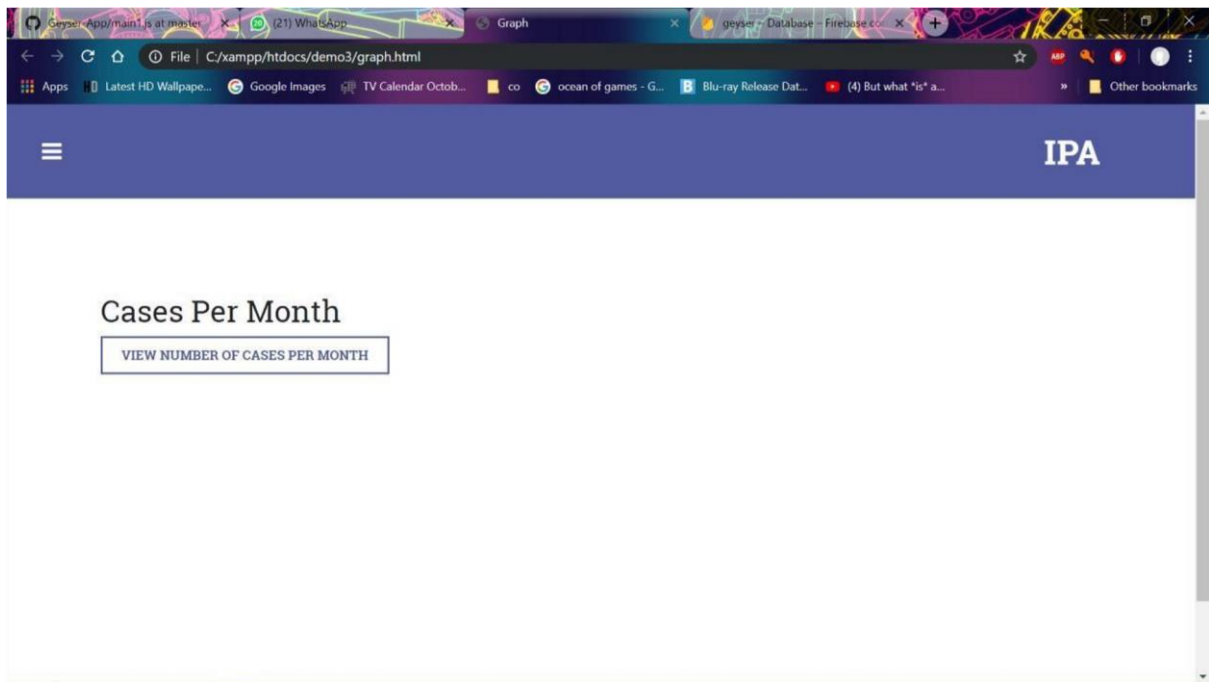 Geyser-App/main1.js at master
(21) WhatsApp
Graph
geyser - Database - Firebase co
File | C:/xampp/htdocs/demo3/graph.html
ABP
Apps
HD Latest HD Wallpape...
Google Images
TV Calendar Octob...
co
ocean of games - G...
B Blu-ray Release Dat...
(4) But what *is* a...
»
Other bookmarks
IPA
Cases Per Month
VIEW NUMBER OF CASES PER MONTH